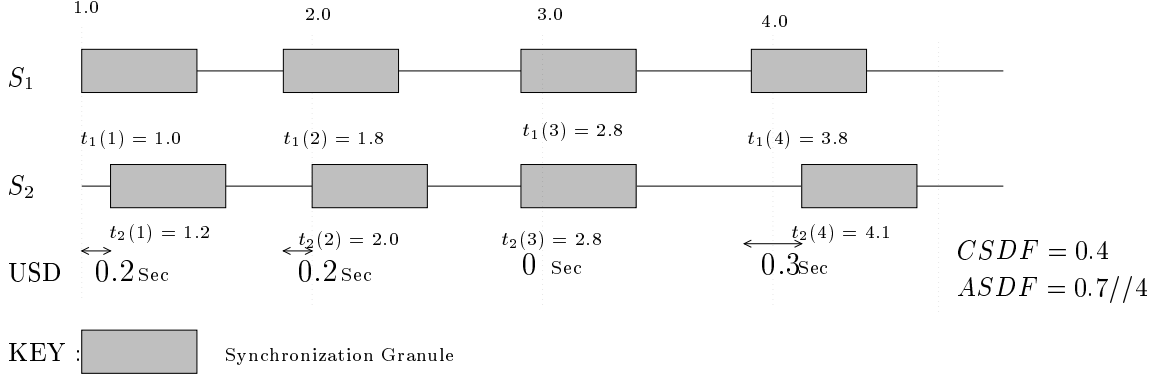 1.0 2.0 3.0 4.0
S₁
t₁(1) = 1.0 t₁(2) = 1.8 t₁(3) = 2.8 t₁(4) = 3.8
S₂
t₂(1) = 1.2 t₂(2) = 2.0 t₂(3) = 2.8 t₂(4) = 4.1
USD 0.2 Sec 0.2 Sec 0 Sec 0.3 Sec
CSDF = 0.4
ASDF = 0.7//4
KEY : Synchronization Granule